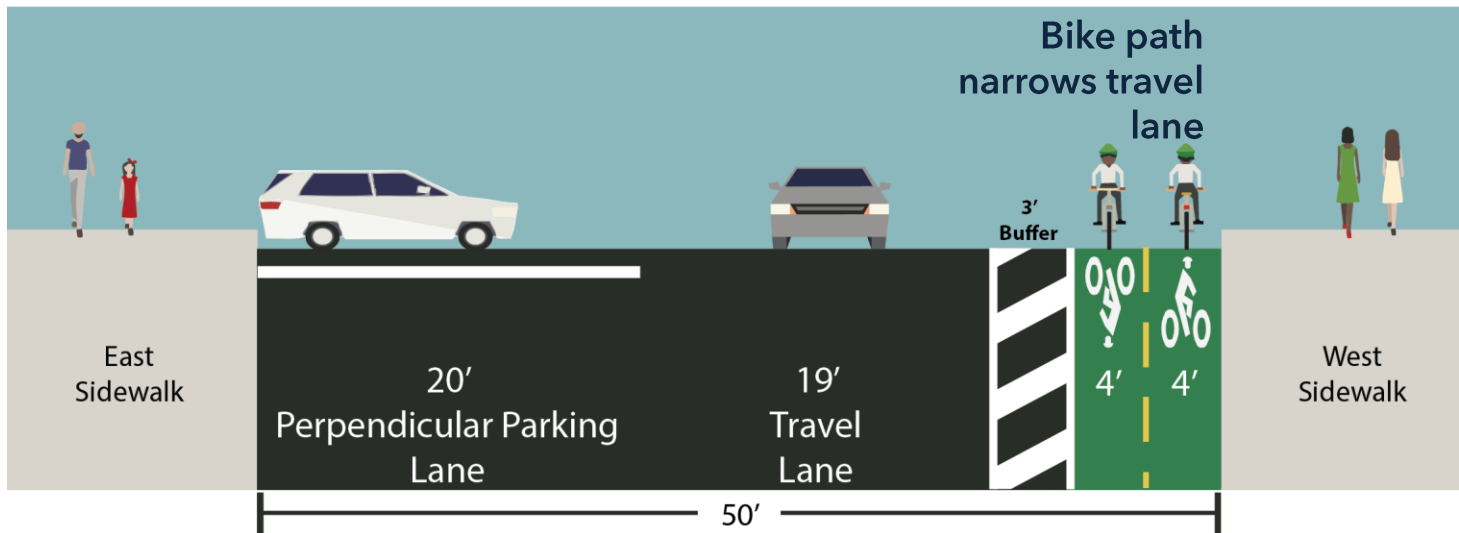 Bike path
narrows travel
lane
3’
Buffer
East
Sidewalk
20’
Perpendicular Parking
Lane
19’
Travel
Lane
4’
4’
West
Sidewalk
50’